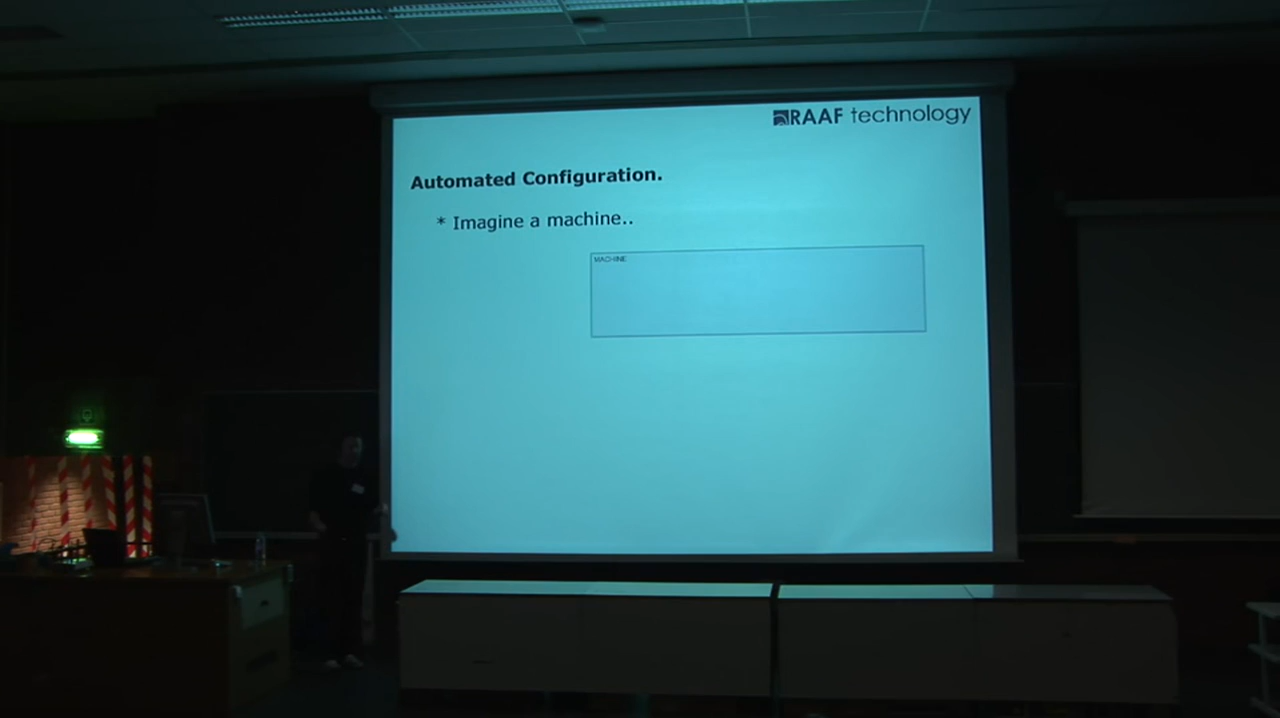 RAAF technology
Automated Configuration.
* Imagine a machine..
MACHINE